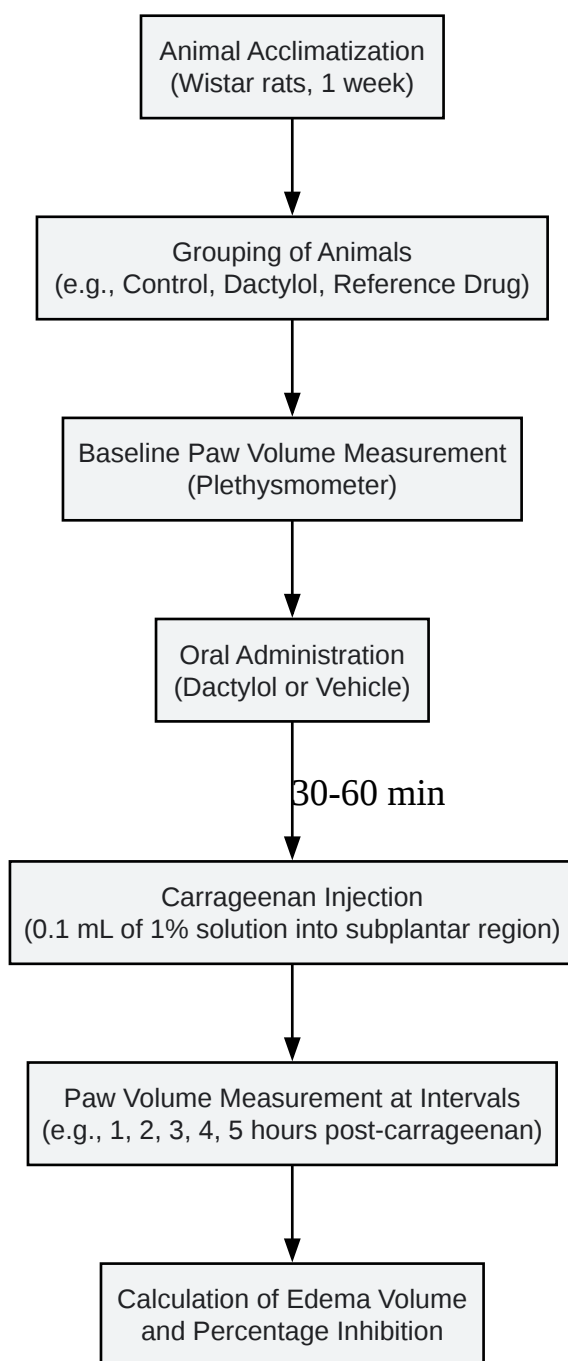 Animal Acclimatization
(Wistar rats, 1 week)
Grouping of Animals
(e.g., Control, Dactylol, Reference Drug)
Baseline Paw Volume Measurement
(Plethysmometer)
Oral Administration
(Dactylol or Vehicle)
30-60 min
Carrageenan Injection
(0.1 mL of 1% solution into subplantar region)
Paw Volume Measurement at Intervals
(e.g., 1, 2, 3, 4, 5 hours post-carrageenan)
Calculation of Edema Volume
and Percentage Inhibition